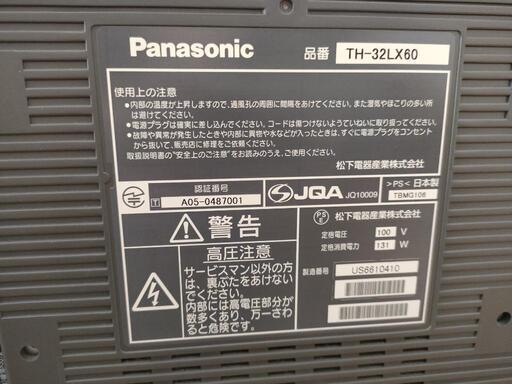 Panasonic 品番 TH-32LX60
使用上の注意
●内部の温度が上昇しますので、通風孔の周囲に間隔をあけてください。また湿気やほこりの多い所
は避けてください。
●電源プラグは確実に差し込んでください。コードは傷つけないようていねいに取り扱ってください。
●故障や異常が発生したときや内部に異物や水などが入ったときは、すぐに電源プラグをコンセント
から抜いて、販売店に修理をご依頼ください。
取扱説明書の“安全上のご注意”をお読みのうえ、ご使用ください。
松下電器産業株式会社
T 認証番号
A05-0487001
JQA JQ10009
>PS< 日本製
TBMG106
警告
高圧注意
サービスマン以外の方
は、裏ぶたをあけない
でください。
内部には高電圧部分が
数多くあり、万一さわ
ると危険です。
PS E 松下電器産業株式会社
定格電圧 100 V
定格消費電力 131 W
製造番号 US6610410